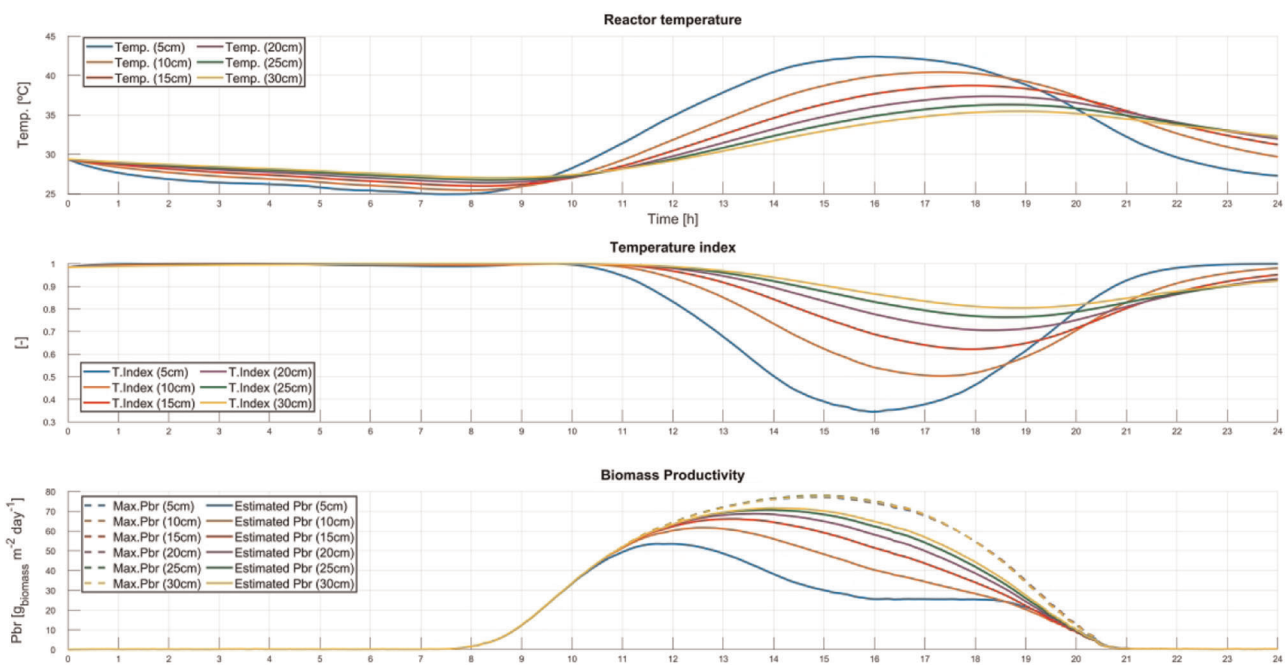 Reactor temperature
45
40
35
30
25
Temp. [ºC]
Temp. (5cm) Temp. (20cm)
Temp. (10cm) Temp. (25cm)
Temp. (15cm) Temp. (30cm)
0 1 2 3 4 5 6 7 8 9 10 11 12 13 14 15 16 17 18 19 20 21 22 23 24
Time [h]
Temperature index
1
0.9
0.8
0.7
0.6
0.5
0.4
0.3
[-]
T.Index (5cm) T.Index (20cm)
T.Index (10cm) T.Index (25cm)
T.Index (15cm) T.Index (30cm)
0 1 2 3 4 5 6 7 8 9 10 11 12 13 14 15 16 17 18 19 20 21 22 23 24
Biomass Productivity
80
70
60
50
40
30
20
10
0
Pbr [g_biomass m^-2 day^-1]
Max.Pbr (5cm) Estimated Pbr (5cm)
Max.Pbr (10cm) Estimated Pbr (10cm)
Max.Pbr (15cm) Estimated Pbr (15cm)
Max.Pbr (20cm) Estimated Pbr (20cm)
Max.Pbr (25cm) Estimated Pbr (25cm)
Max.Pbr (30cm) Estimated Pbr (30cm)
0 1 2 3 4 5 6 7 8 9 10 11 12 13 14 15 16 17 18 19 20 21 22 23 24